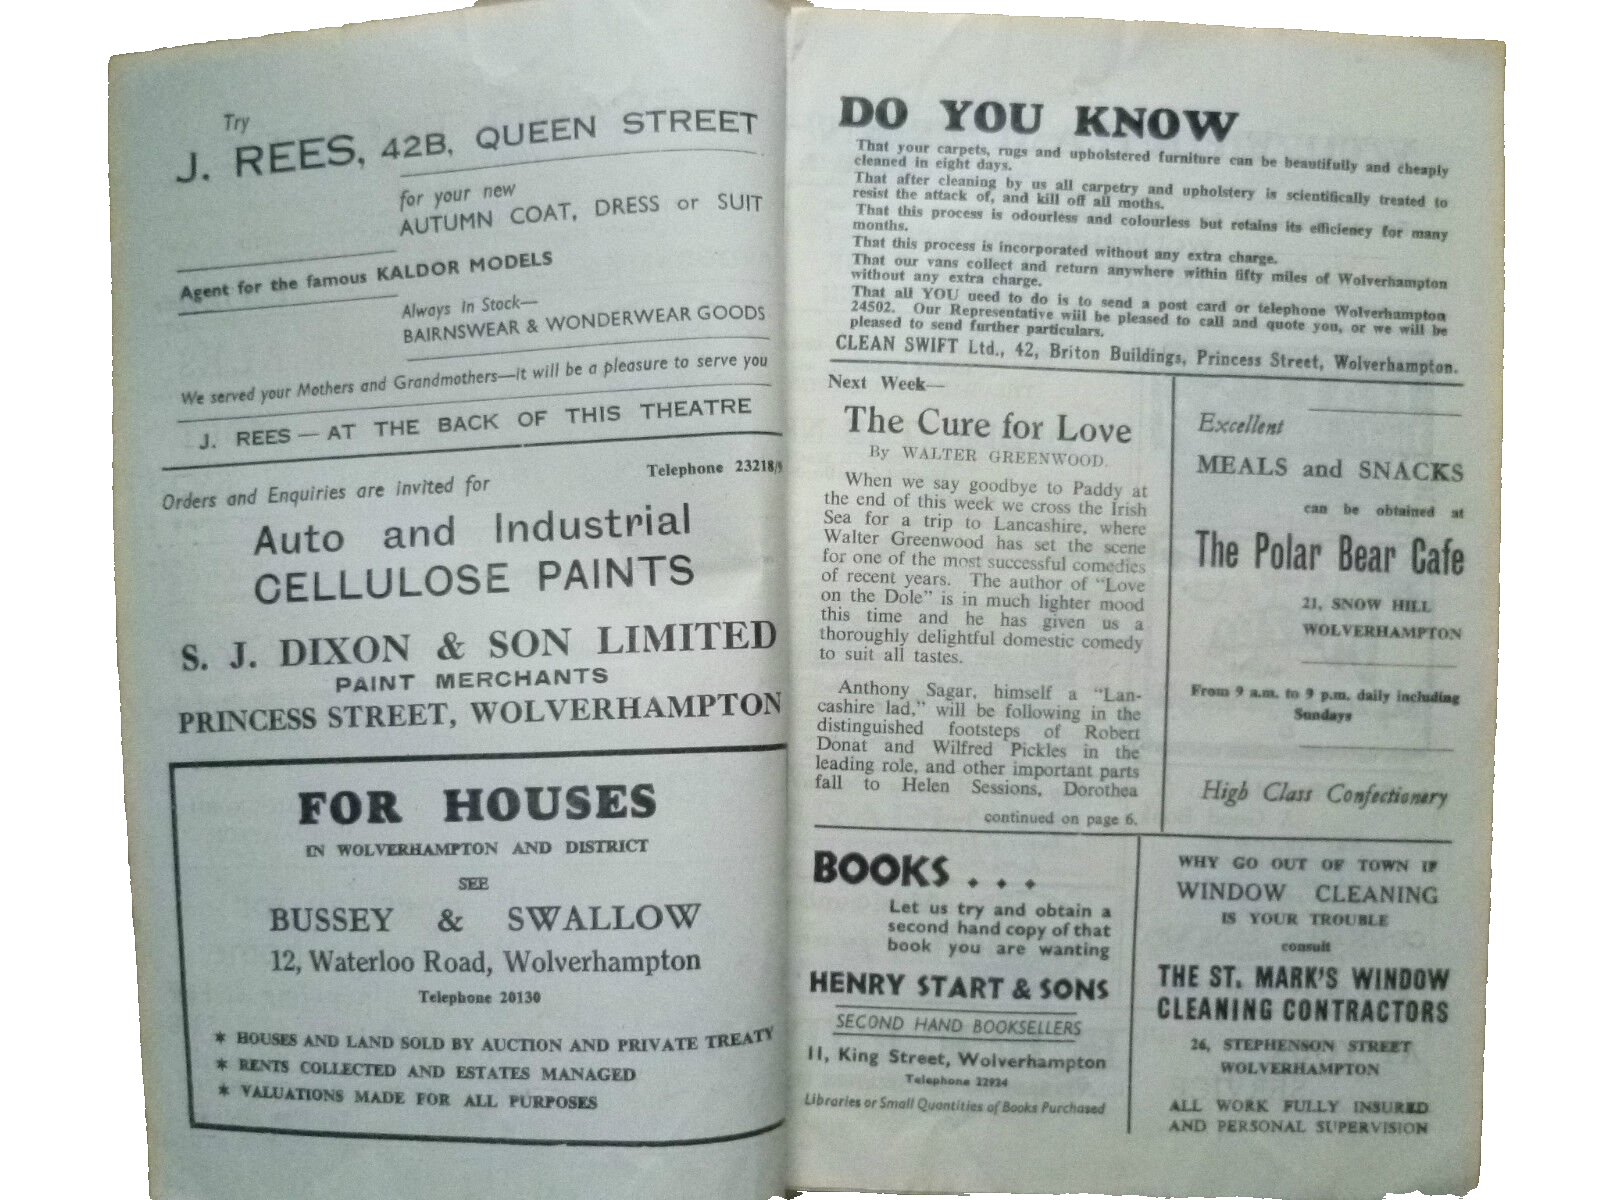 Try
J. REES, 42B, QUEEN STREET
for your new
AUTUMN COAT, DRESS or SUIT
Agent for the famous KALDOR MODELS
Always in Stock—
BAIRNSWEAR & WONDERWEAR GOODS
We served your Mothers and Grandmothers—it will be a pleasure to serve you
J. REES — AT THE BACK OF THIS THEATRE
Telephone 23218/9
Orders and Enquiries are invited for
Auto and Industrial
CELLULOSE PAINTS
S. J. DIXON & SON LIMITED
PAINT MERCHANTS
PRINCESS STREET, WOLVERHAMPTON
FOR HOUSES
IN WOLVERHAMPTON AND DISTRICT
SEE
BUSSEY & SWALLOW
12, Waterloo Road, Wolverhampton
Telephone 20130
* HOUSES AND LAND SOLD BY AUCTION AND PRIVATE TREATY
* RENTS COLLECTED AND ESTATES MANAGED
* VALUATIONS MADE FOR ALL PURPOSES
DO YOU KNOW
That your carpets, rugs and upholstered furniture can be beautifully and cheaply
cleaned in eight days.
That after cleaning by us all carpetry and upholstery is scientifically treated to
resist the attack of, and kill off all moths.
That this process is odourless and colourless but retains its efficiency for many
months.
That this process is incorporated without any extra charge.
That our vans collect and return anywhere within fifty miles of Wolverhampton
without any extra charge.
That all YOU need to do is to send a post card or telephone Wolverhampton
24502. Our Representative will be pleased to call and quote you, or we will be
pleased to send further particulars.
CLEAN SWIFT Ltd., 42, Briton Buildings, Princess Street, Wolverhampton.
Next Week—
The Cure for Love
By WALTER GREENWOOD.
When we say goodbye to Paddy at
the end of this week we cross the Irish
Sea for a trip to Lancashire, where
Walter Greenwood has set the scene
for one of the most successful comedies
of recent years. The author of "Love
on the Dole" is in much lighter mood
this time and he has given us a
thoroughly delightful domestic comedy
to suit all tastes.
Anthony Sagar, himself a "Lan-
cashire lad," will be following in the
distinguished footsteps of Robert
Donat and Wilfred Pickles in the
leading role, and other important parts
fall to Helen Sessions, Dorothea
continued on page 6.
Excellent
MEALS and SNACKS
can be obtained at
The Polar Bear Cafe
21, SNOW HILL
WOLVERHAMPTON
From 9 a.m. to 9 p.m. daily including
Sundays
High Class Confectionery
BOOKS . . .
Let us try and obtain a
second hand copy of that
book you are wanting
HENRY START & SONS
SECOND HAND BOOKSELLERS
11, King Street, Wolverhampton
Telephone 22934
Libraries or Small Quantities of Books Purchased
WHY GO OUT OF TOWN IF
WINDOW CLEANING
IS YOUR TROUBLE
consult
THE ST. MARK'S WINDOW
CLEANING CONTRACTORS
26, STEPHENSON STREET
WOLVERHAMPTON
ALL WORK FULLY INSURED
AND PERSONAL SUPERVISION